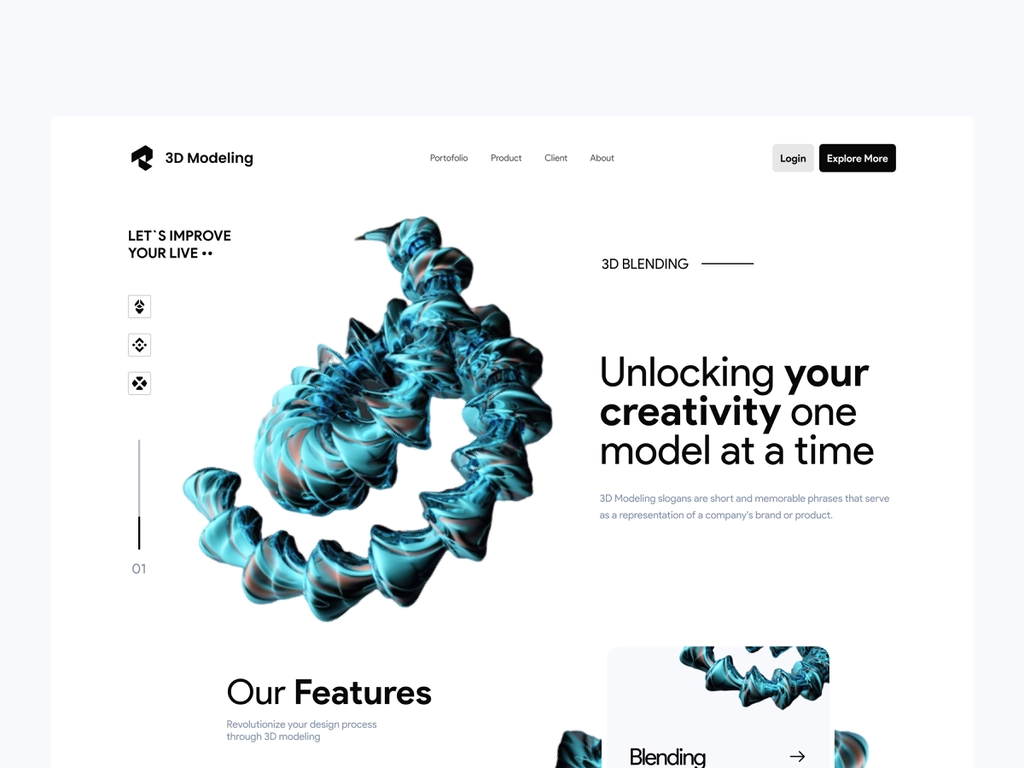 3D Modeling
Portofolio
Product
Client
About
Login
Explore More
LET`S IMPROVE
YOUR LIVE ••
3D BLENDING
Unlocking your
creativity one
model at a time
3D Modeling slogans are short and memorable phrases that serve
as a representation of a company's brand or product.
01
Our Features
Revolutionize your design process
through 3D modeling
Blending